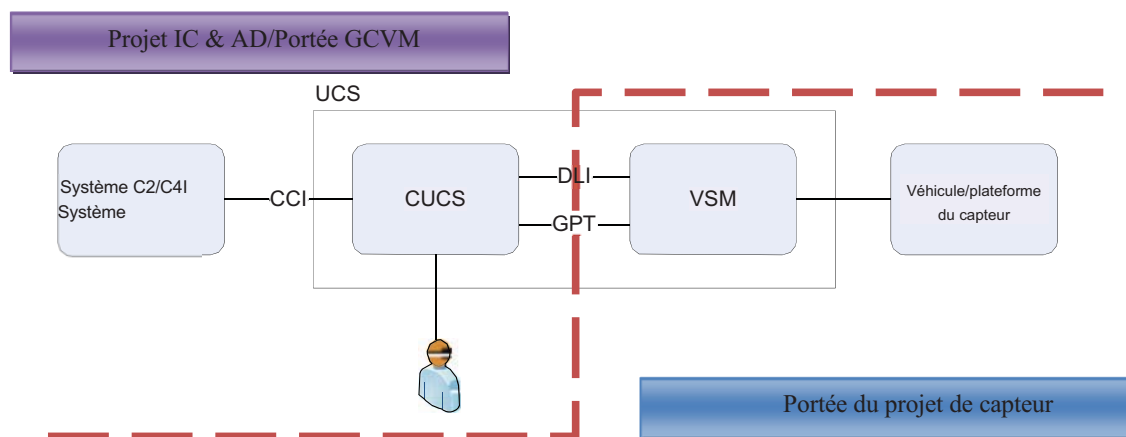 Projet IC & AD/Portée GCVM
UCS
Système C2/C4I
Système
CCI
CUCS
DLI
GPT
VSM
Véhicule/plateforme
du capteur
Portée du projet de capteur